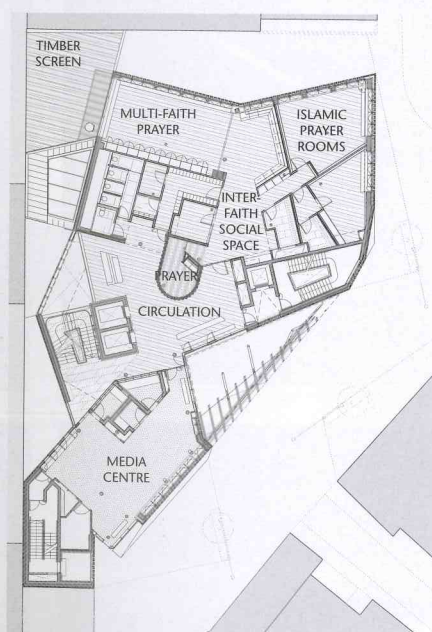 TIMBER
SCREEN
MULTI-FAITH
PRAYER
ISLAMIC
PRAYER
ROOMS
INTER-
FAITH
SOCIAL
SPACE
PRAYER
CIRCULATION
MEDIA
CENTRE